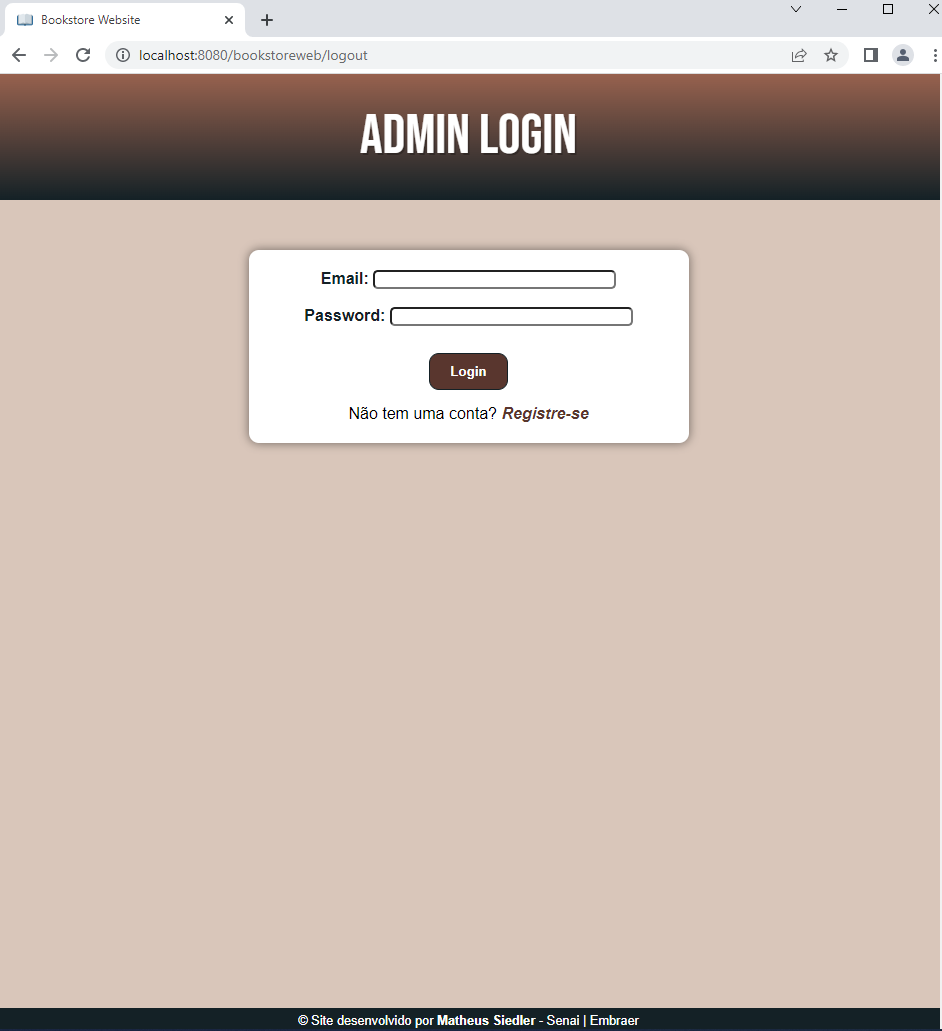 Bookstore Website
localhost:8080/bookstoreweb/logout
ADMIN LOGIN
Email:
Password:
Login
Não tem uma conta? Registre-se
© Site desenvolvido por Matheus Siedler - Senai | Embraer